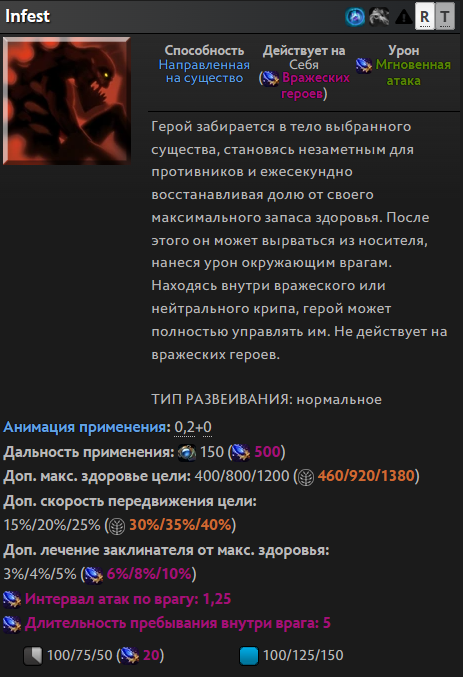 Infest
R T
Способность Действует на Урон
Направленная Себя Мгновенная
на существо (Вражеских атака
героев)
Герой забирается в тело выбранного
существа, становясь незаметным для
противников и ежесекундно
восстанавливая долю от своего
максимального запаса здоровья. После
этого он может вырваться из носителя,
нанеся урон окружающим врагам.
Находясь внутри вражеского или
нейтрального крипа, герой может
полностью управлять им. Не действует на
вражеских героев.
ТИП РАЗВЕИВАНИЯ: нормальное
Анимация применения: 0,2+0
Дальность применения: 150 (500)
Доп. макс. здоровье цели: 400/800/1200 (460/920/1380)
Доп. скорость передвижения цели:
15%/20%/25% (30%/35%/40%)
Доп. лечение заклинателя от макс. здоровья:
3%/4%/5% (6%/8%/10%)
Интервал атак по врагу: 1,25
Длительность пребывания внутри врага: 5
100/75/50 (20) 100/125/150